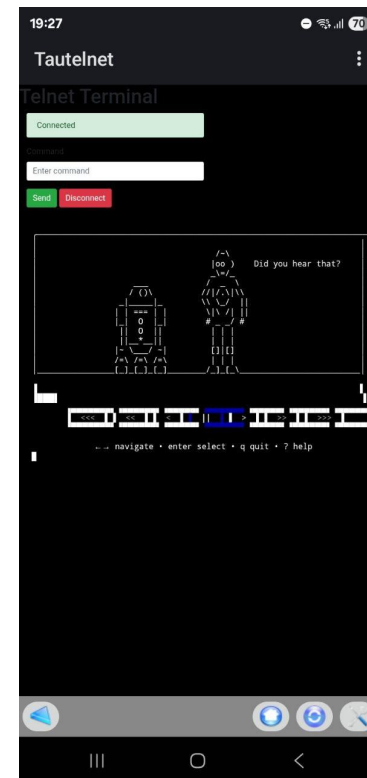 19:27
70
Tautelnet
Telnet Terminal
Connected
Command
Enter command
Send Disconnect
Did you hear that?
<<< << < || > >> >>>
←→ navigate • enter select • q quit • ? help